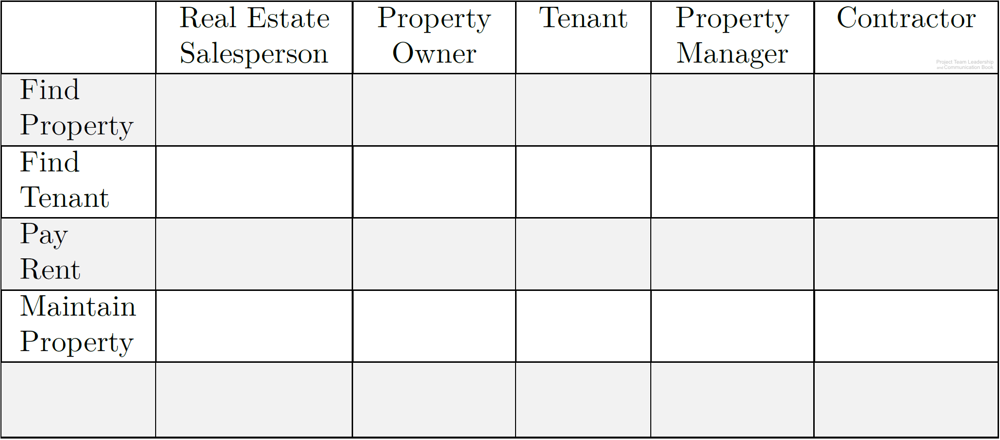 Real Estate
Salesperson
Property
Owner
Tenant
Property
Manager
Contractor
Project Team Leadership
and Communication Book
Find
Property
Find
Tenant
Pay
Rent
Maintain
Property